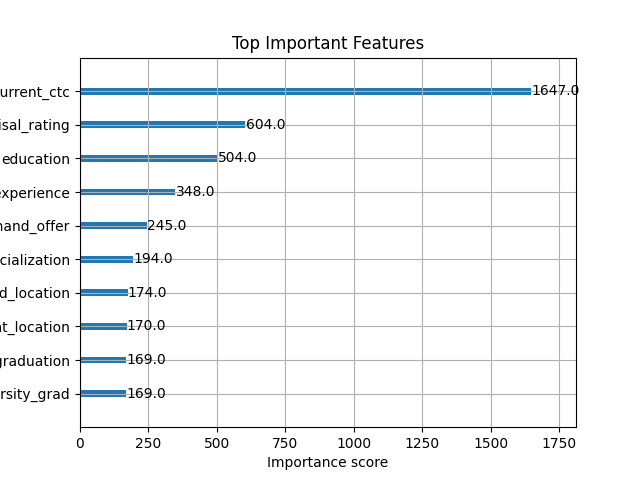 Top Important Features
urrent_ctc 1647.0
isal_rating 604.0
education 504.0
experience 348.0
hand_offer 245.0
cialization 194.0
d_location 174.0
t_location 170.0
graduation 169.0
rsity_grad 169.0
0 250 500 750 1000 1250 1500 1750
Importance score